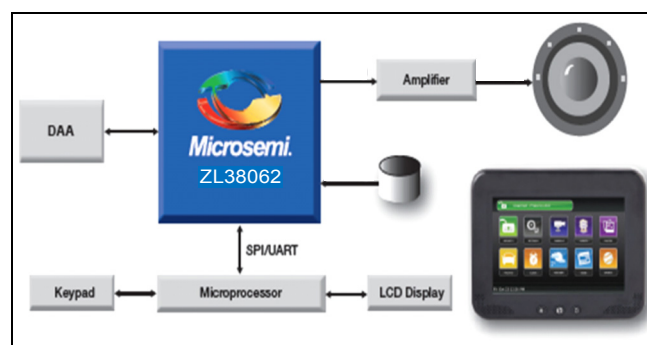 Microsemi.
ZL38062
DAA
Amplifier
SPI/UART
Keypad
Microprocessor
LCD Display